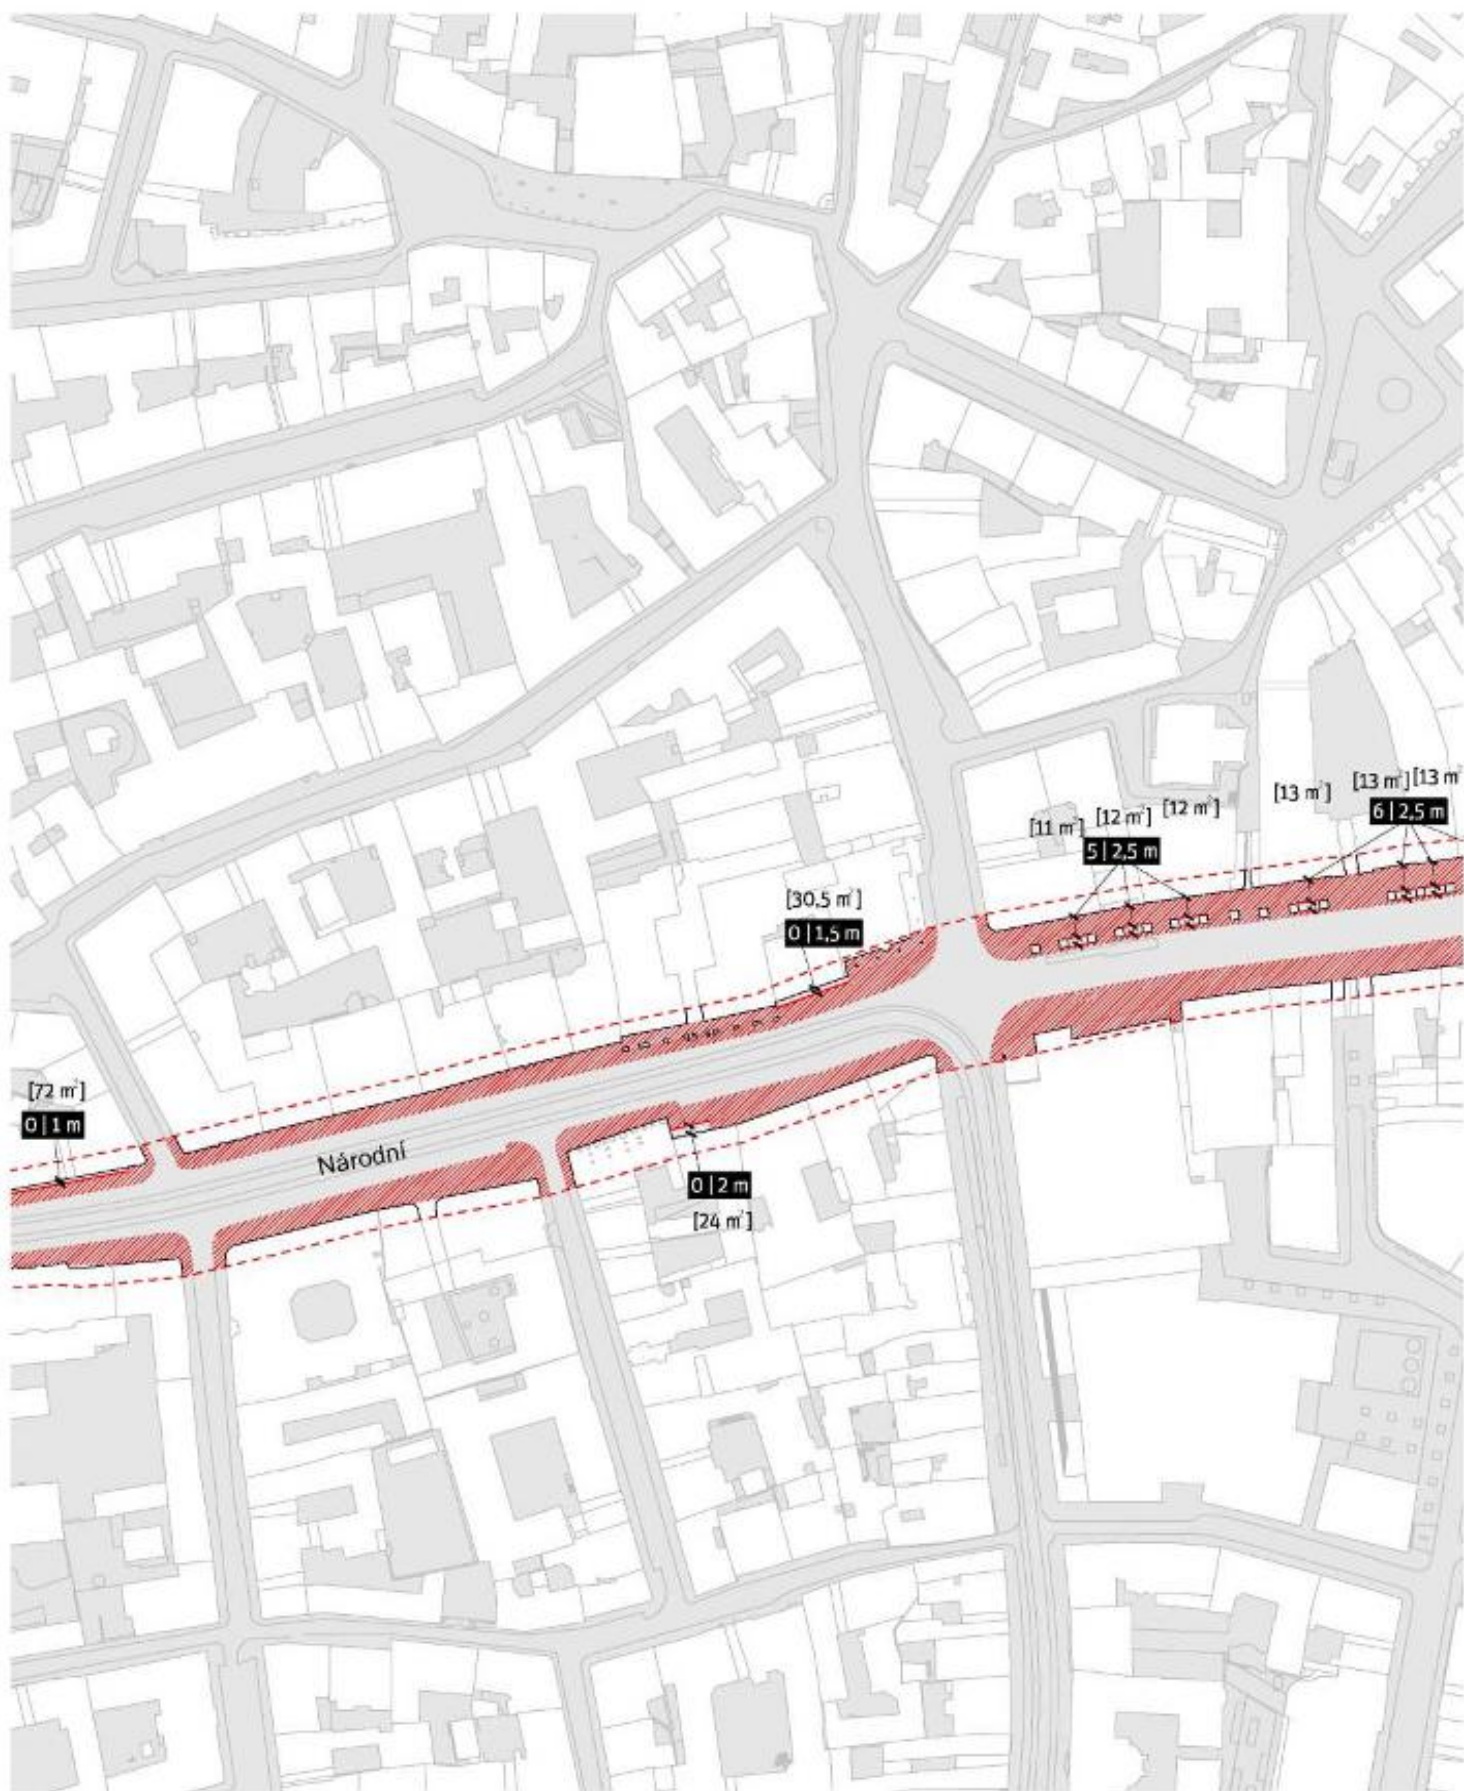 [13 m²] [13 m²
[13 m²]
6 | 2,5 m
[12 m²]
[12 m²]
[11 m²]
5 | 2,5 m
[30.5 m²]
0 | 1,5 m
[72 m²]
0 | 1 m
Národní
0 | 2 m
[24 m²]